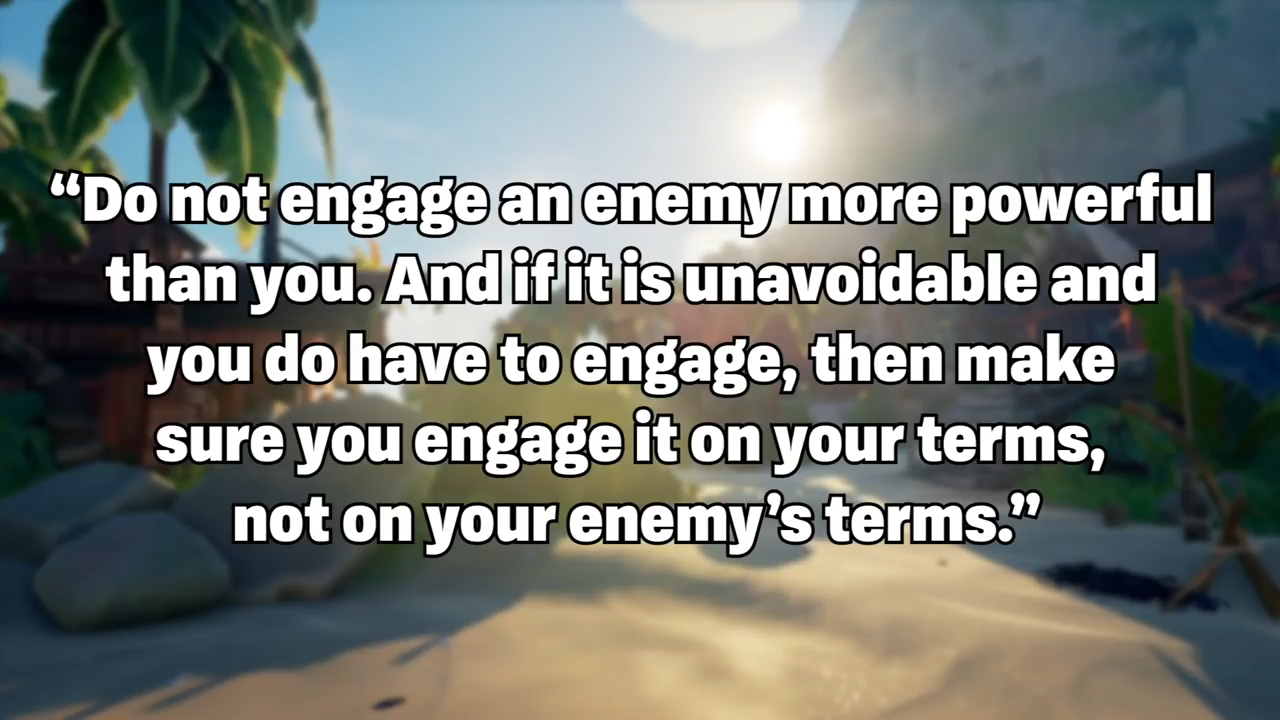 “Do not engage an enemy more powerful
than you. And if it is unavoidable and
you do have to engage, then make
sure you engage it on your terms,
not on your enemy’s terms.”